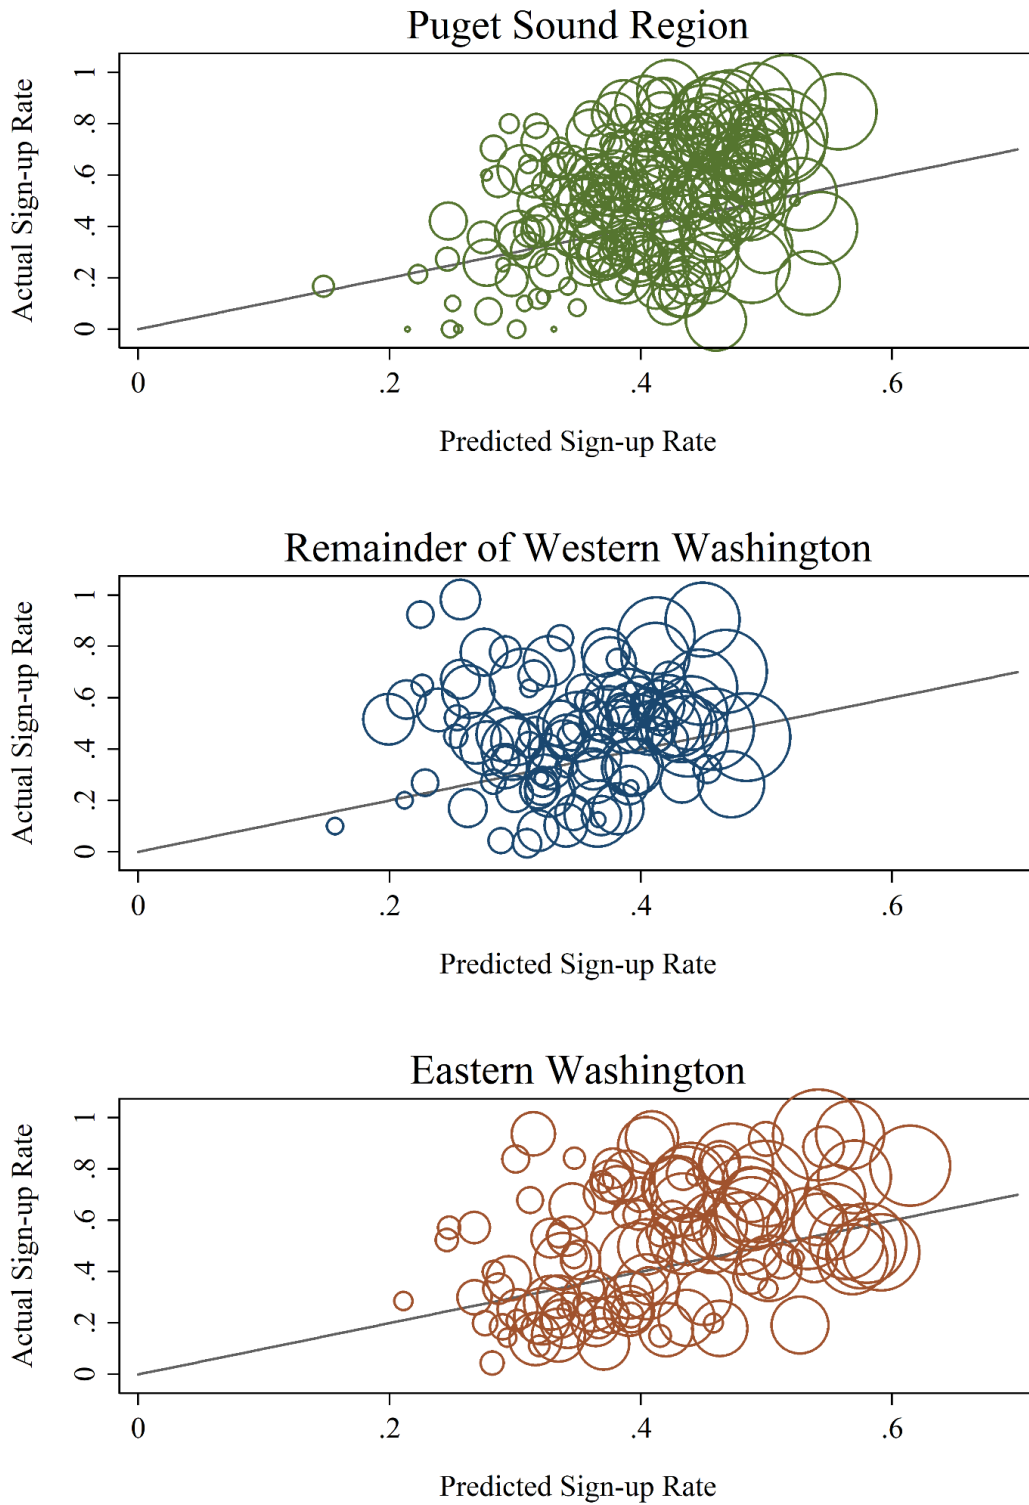 Puget Sound Region
Actual Sign-up Rate
1
.8
.6
.4
.2
0
0 .2 .4 .6
Predicted Sign-up Rate
Remainder of Western Washington
Actual Sign-up Rate
1
.8
.6
.4
.2
0
0 .2 .4 .6
Predicted Sign-up Rate
Eastern Washington
Actual Sign-up Rate
1
.8
.6
.4
.2
0
0 .2 .4 .6
Predicted Sign-up Rate